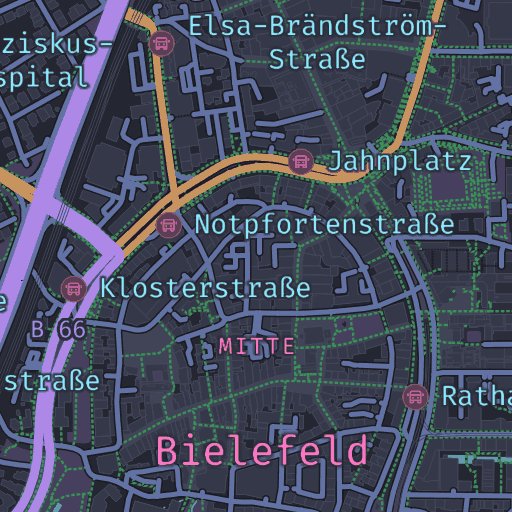 Elsa-Brändström-
Straße
ziskus-
spital
Jahnplatz
Notpfortenstraße
Klosterstraße
e
B 66
MITTE
straße
Ratha
Bielefeld